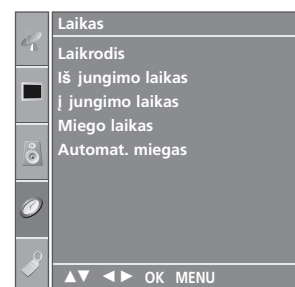 Laikas
Laikrodis
Iš jungimo laikas
į jungimo laikas
Miego laikas
Automat. miegas
▲▼ ◄► OK MENU